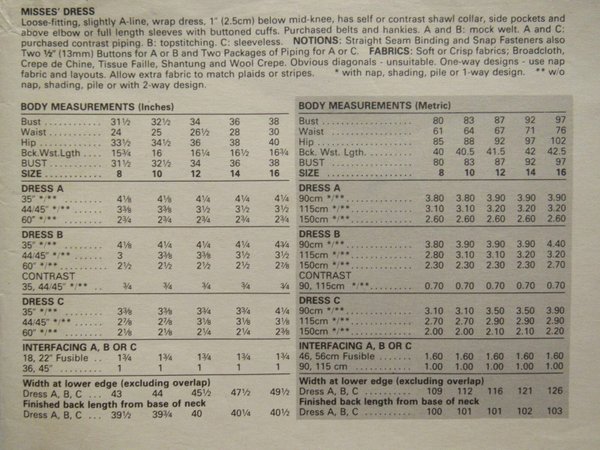 MISSES' DRESS
Loose-fitting, slightly A-line, wrap dress, 1" (2.5cm) below mid-knee, has self or contrast shawl collar, side pockets and
above elbow or full length sleeves with buttoned cuffs. Purchased belts and hankies. A and B: mock welt. A and C:
purchased contrast piping. B: topstitching. C: sleeveless. NOTIONS: Straight Seam Binding and Snap Fasteners also
Two ½" (13mm) Buttons for A or B and Two Packages of Piping for A or C. FABRICS: Soft or Crisp fabrics; Broadcloth,
Crepe de Chine, Tissue Faille, Shantung and Wool Crepe. Obvious diagonals - unsuitable. One-way designs - use nap
fabric and layouts. Allow extra fabric to match plaids or stripes. * with nap, shading, pile or 1-way design. ** w/o
nap, shading, pile or with 2-way design.
BODY MEASUREMENTS (Inches)
Bust ............ 31½ 32½ 34 36 38
Waist ............ 24 25 26½ 28 30
Hip ............ 33½ 34½ 36 38 40
Bck. Wst. Lgth .... 15¾ 16 16¼ 16½ 16¾
BUST ............ 31½ 32½ 34 36 38
SIZE ............ 8 10 12 14 16
DRESS A
35" */** ........ 4⅛ 4⅛ 4¼ 4¼ 4¼
44/45" */** ...... 3⅜ 3⅜ 3½ 3½ 3½
60" */** ........ 2¾ 2¾ 2¾ 2¾ 2¾
DRESS B
35" */** ........ 4⅛ 4¼ 4¼ 4¼ 4¾
44/45" */** ...... 3 3⅜ 3⅜ 3½ 3½
60" */** ........ 2½ 2½ 2½ 2½ 2⅞
CONTRAST
35, 44/45" */** .. ¾ ¾ ¾ ¾ ¾
DRESS C
35" */** ........ 3⅜ 3⅜ 3¾ 3¾ 4¼
44/45" */** ...... 2⅞ 2⅞ 3⅛ 3⅛ 3⅛
60" */** ........ 2⅛ 2⅛ 2¼ 2¼ 2⅜
INTERFACING A, B OR C
18, 22" Fusible .. 1¾ 1¾ 1¾ 1¾ 1¾
36, 45" .......... 1 1 1 1 1
Width at lower edge (excluding overlap)
Dress A, B, C ... 43 44 45½ 47½ 49½
Finished back length from base of neck
Dress A, B, C ... 39½ 39¾ 40 40¼ 40½
BODY MEASUREMENTS (Metric)
Bust ............ 80 83 87 92 97
Waist ............ 61 64 67 71 76
Hip ............ 85 88 92 97 102
Bck. Wst. Lgth .... 40 40.5 41.5 42 42.5
BUST ............ 80 83 87 92 97
SIZE ............ 8 10 12 14 16
DRESS A
90cm */** ........ 3.80 3.80 3.90 3.90 3.90
115cm */** ....... 3.10 3.10 3.20 3.20 3.20
150cm */** ....... 2.60 2.60 2.60 2.60 2.60
DRESS B
90cm */** ........ 3.80 3.90 3.90 3.90 4.40
115cm */** ....... 2.80 3.10 3.10 3.20 3.20
150cm */** ....... 2.30 2.30 2.30 2.30 2.70
CONTRAST
90, 115cm */** ... 0.70 0.70 0.70 0.70 0.70
DRESS C
90cm */** ........ 3.10 3.10 3.50 3.50 3.90
115cm */** ....... 2.70 2.70 2.90 2.90 2.90
150cm */** ....... 2.00 2.00 2.10 2.10 2.20
INTERFACING A, B OR C
46, 56cm Fusible ....... 1.60 1.60 1.60 1.60 1.60
90, 115 cm .......... 1.00 1.00 1.00 1.00 1.00
Width at lower edge (excluding overlap)
Dress A, B, C ........ 109 112 116 121 126
Finished back length from base of neck
Dress A, B, C ........ 100 101 101 102 103